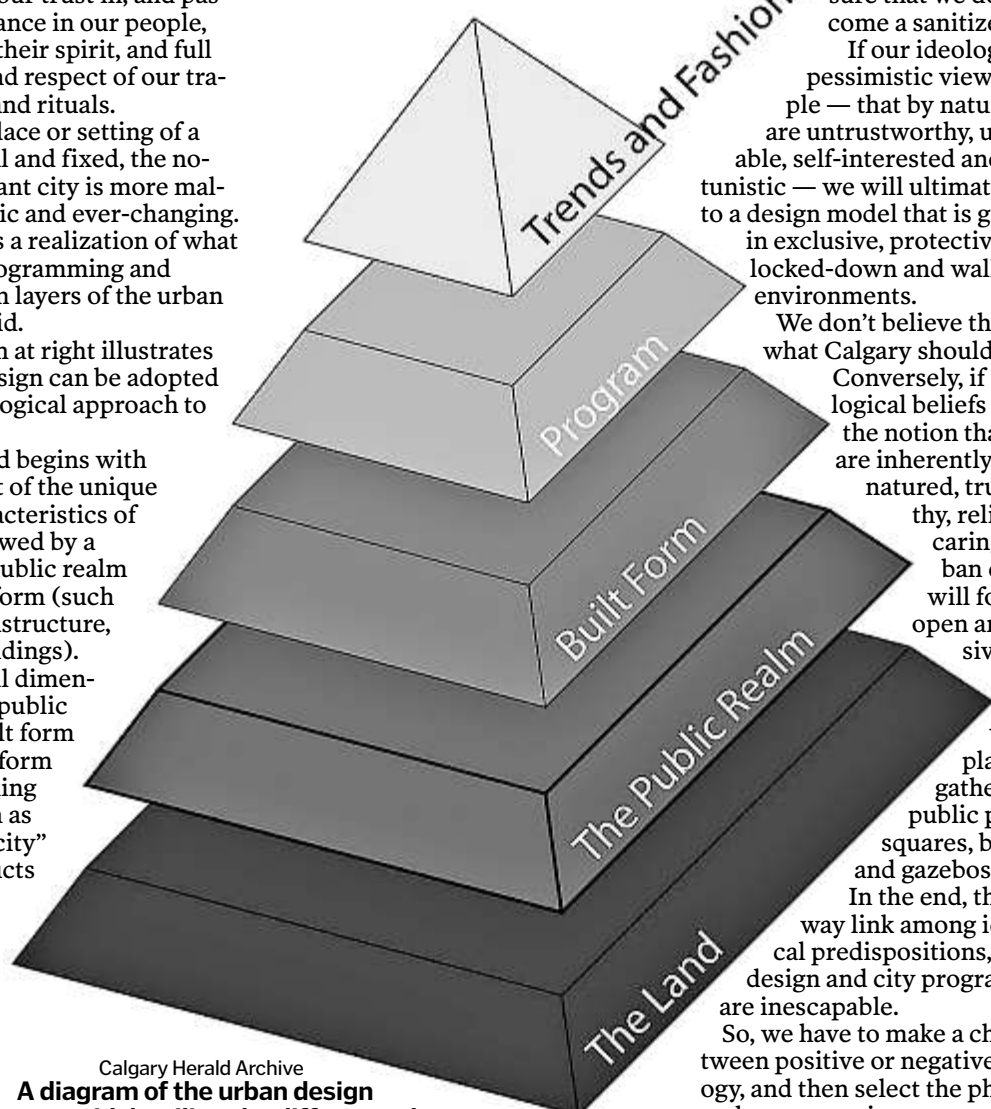 our trust in, and pas-
ance in our people,
their spirit, and full
nd respect of our tra-
and rituals.
lace or setting of a
l and fixed, the no-
ant city is more mal-
ic and ever-changing.
s a realization of what
ogramming and
n layers of the urban
id.
n at right illustrates
sign can be adopted
logical approach to
d begins with
t of the unique
acteristics of
wed by a
ublic realm
orm (such
structure,
dings).
l dimen-
public
lt form
form
ing
n as
city”
cts
Trends and Fashion
Program
Built Form
The Public Realm
The Land
Calgary Herald Archive
A diagram of the urban design
sure that we do
come a sanitize
If our ideolog
pessimistic view
ple — that by natu
are untrustworthy, u
able, self-interested and
tunistic — we will ultimat
to a design model that is g
in exclusive, protectiv
locked-down and wall
environments.
We don’t believe th
what Calgary should
Conversely, if
logical beliefs
the notion tha
are inherently
natured, tru
thy, reli
caring
ban
will fo
open an
siv
pla
gathe
public p
squares, b
and gazebos
In the end, th
way link among i
cal predispositions,
design and city progra
are inescapable.
So, we have to make a ch
tween positive or negative
ogy, and then select the ph